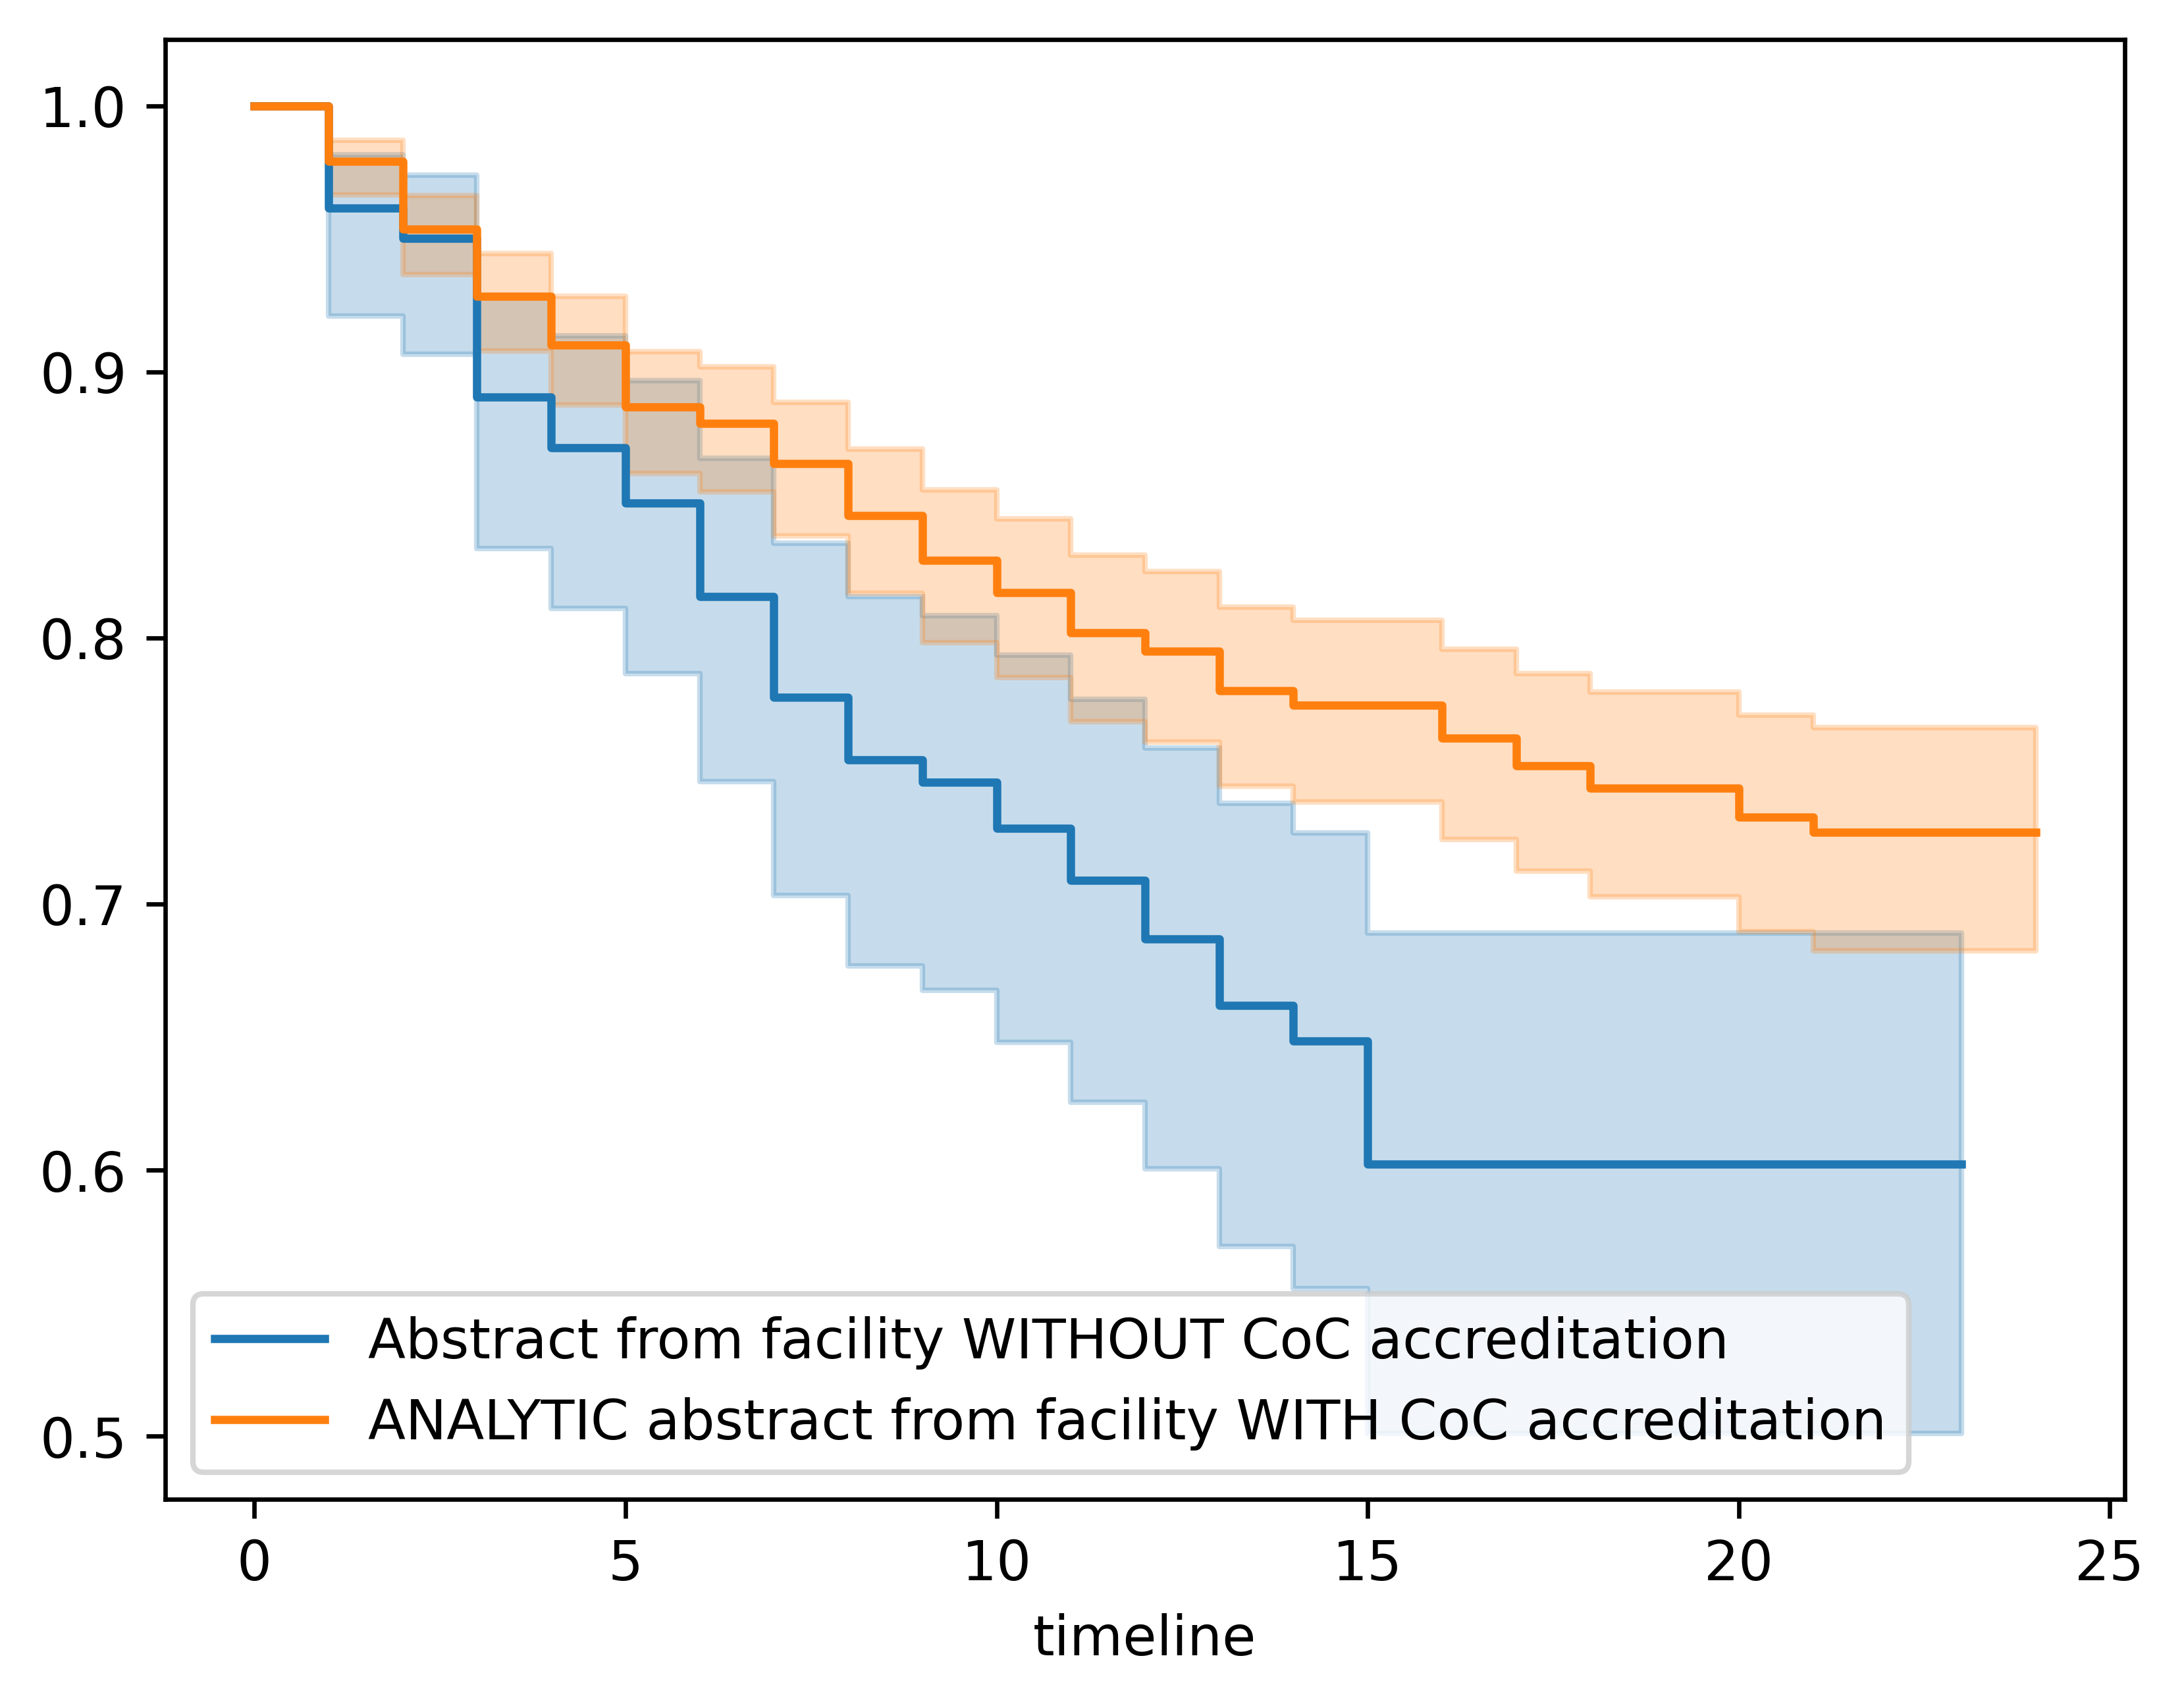 1.0
0.9
0.8
0.7
0.6
0.5
Abstract from facility WITHOUT CoC accreditation
ANALYTIC abstract from facility WITH CoC accreditation
0 5 10 15 20 25
timeline